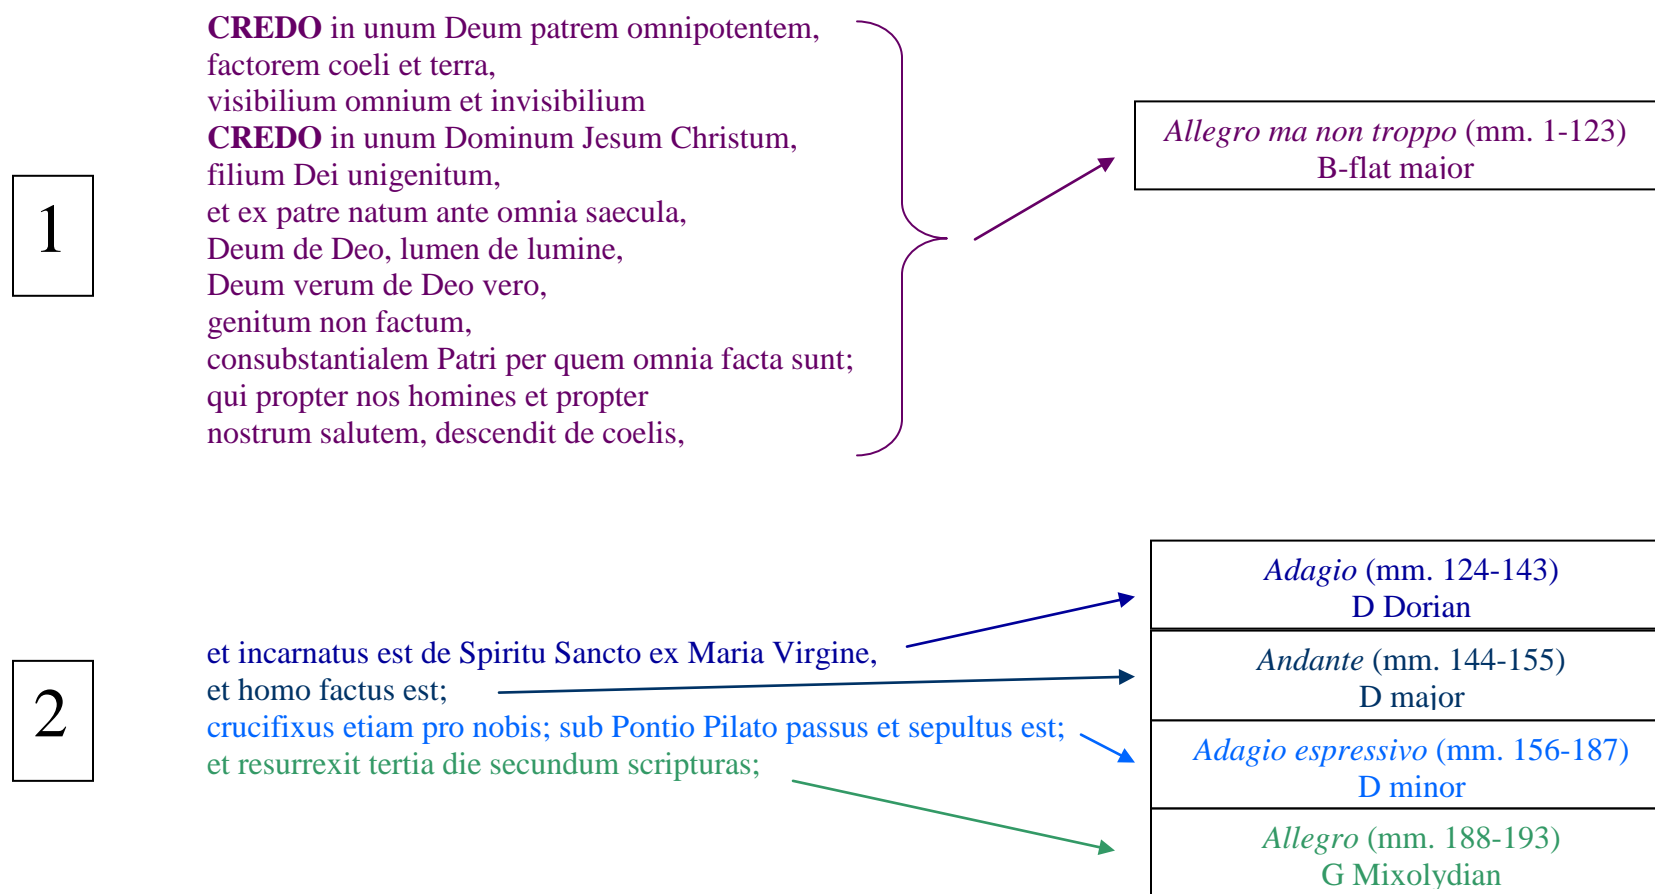 CREDO in unum Deum patrem omnipotentem,
factorem coeli et terra,
visibilium omnium et invisibilium
CREDO in unum Dominum Jesum Christum,
filium Dei unigenitum,
et ex patre natum ante omnia saecula,
Deum de Deo, lumen de lumine,
Deum verum de Deo vero,
genitum non factum,
consubstantialem Patri per quem omnia facta sunt;
qui propter nos homines et propter
nostrum salutem, descendit de coelis,
1
Allegro ma non troppo (mm. 1-123)
B-flat major
2
et incarnatus est de Spiritu Sancto ex Maria Virgine,
et homo factus est;
crucifixus etiam pro nobis; sub Pontio Pilato passus et sepultus est;
et resurrexit tertia die secundum scripturas;
Adagio (mm. 124-143)
D Dorian
Andante (mm. 144-155)
D major
Adagio espressivo (mm. 156-187)
D minor
Allegro (mm. 188-193)
G Mixolydian